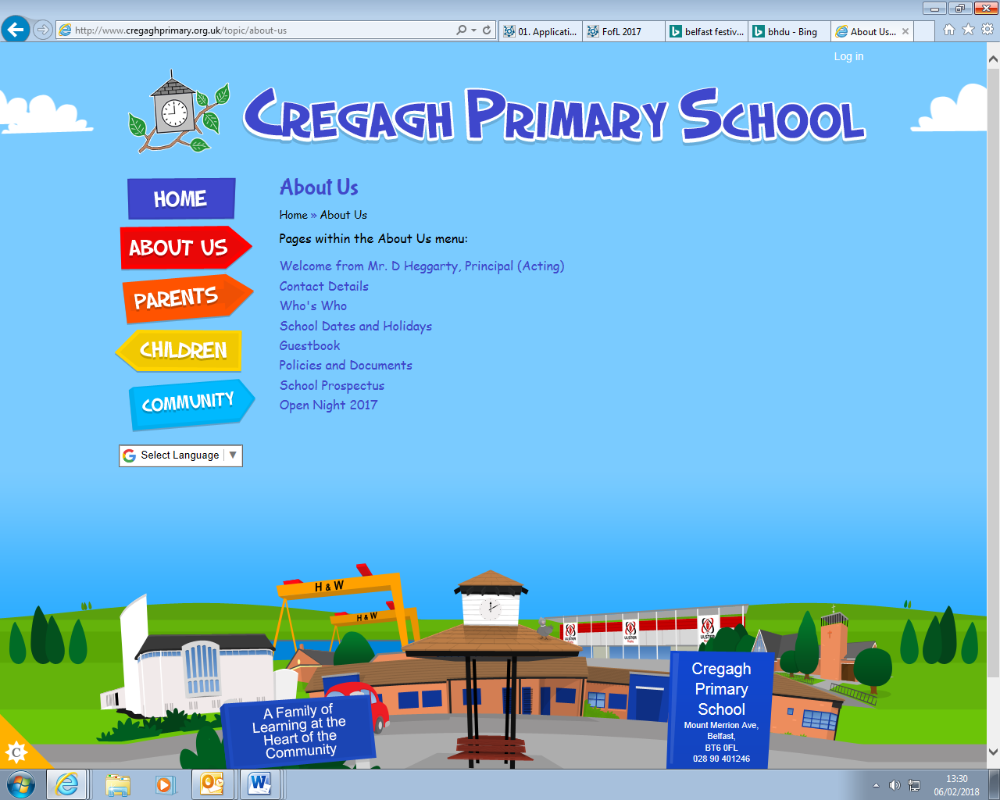 http://www.cregaghprimary.org.uk/topic/about-us
01. Applicati...
FofL 2017
belfast festiv...
bhdu - Bing
About Us...
Log in
CREGAGH PRIMARY SCHOOL
HOME
ABOUT US
PARENTS
CHILDREN
COMMUNITY
Select Language ▼
About Us
Home » About Us
Pages within the About Us menu:
Welcome from Mr. D Heggarty, Principal (Acting)
Contact Details
Who's Who
School Dates and Holidays
Guestbook
Policies and Documents
School Prospectus
Open Night 2017
H & W
H & W
ULSTER
ULSTER
ULSTER
A Family of
Learning at the
Heart of the
Community
Cregagh
Primary
School
Mount Merrion Ave,
Belfast,
BT6 0FL
028 90 401246
C
13:30
06/02/2018